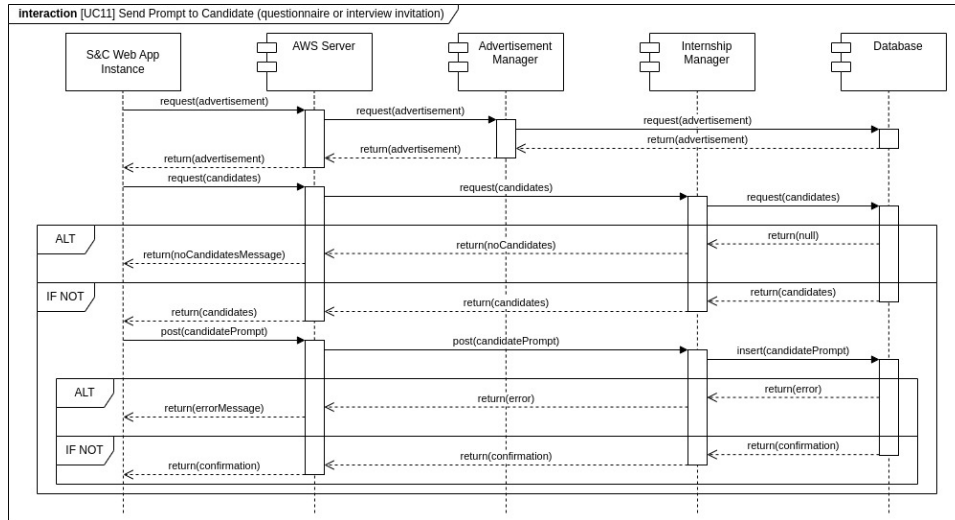 interaction [UC11] Send Prompt to Candidate (questionnaire or interview invitation)
S&C Web App
Instance
AWS Server
Advertisement
Manager
Internship
Manager
Database
request(advertisement)
request(advertisement)
request(advertisement)
return(advertisement)
return(advertisement)
return(advertisement)
request(candidates)
request(candidates)
request(candidates)
ALT
return(null)
return(noCandidates)
return(noCandidatesMessage)
IF NOT
return(candidates)
return(candidates)
return(candidates)
post(candidatePrompt)
post(candidatePrompt)
insert(candidatePrompt)
ALT
return(error)
return(error)
return(errorMessage)
IF NOT
return(confirmation)
return(confirmation)
return(confirmation)